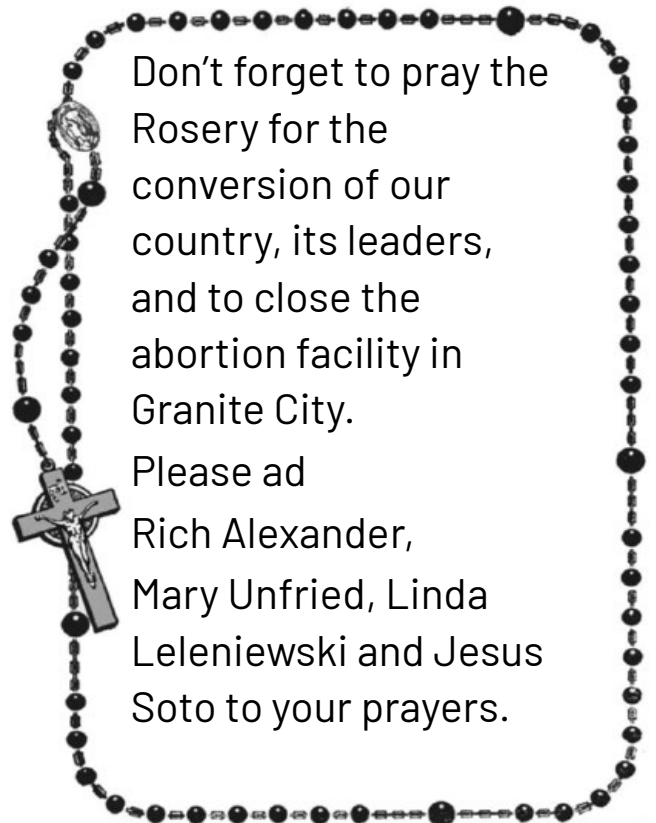 Don't forget to pray the
Rosery for the
conversion of our
country, its leaders,
and to close the
abortion facility in
Granite City.
Please ad
Rich Alexander,
Mary Unfried, Linda
Leleniewski and Jesus
Soto to your prayers.